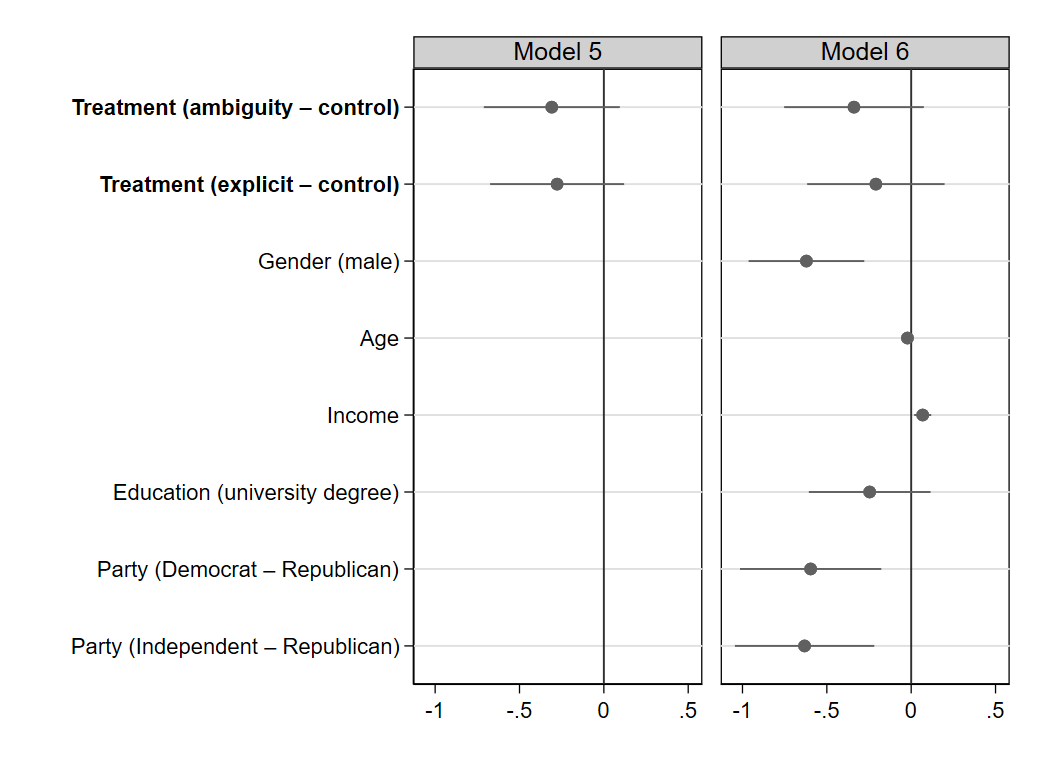 Model 5
Model 6
Treatment (ambiguity – control)
Treatment (explicit – control)
Gender (male)
Age
Income
Education (university degree)
Party (Democrat – Republican)
Party (Independent – Republican)
-1 -.5 0 .5
-1 -.5 0 .5